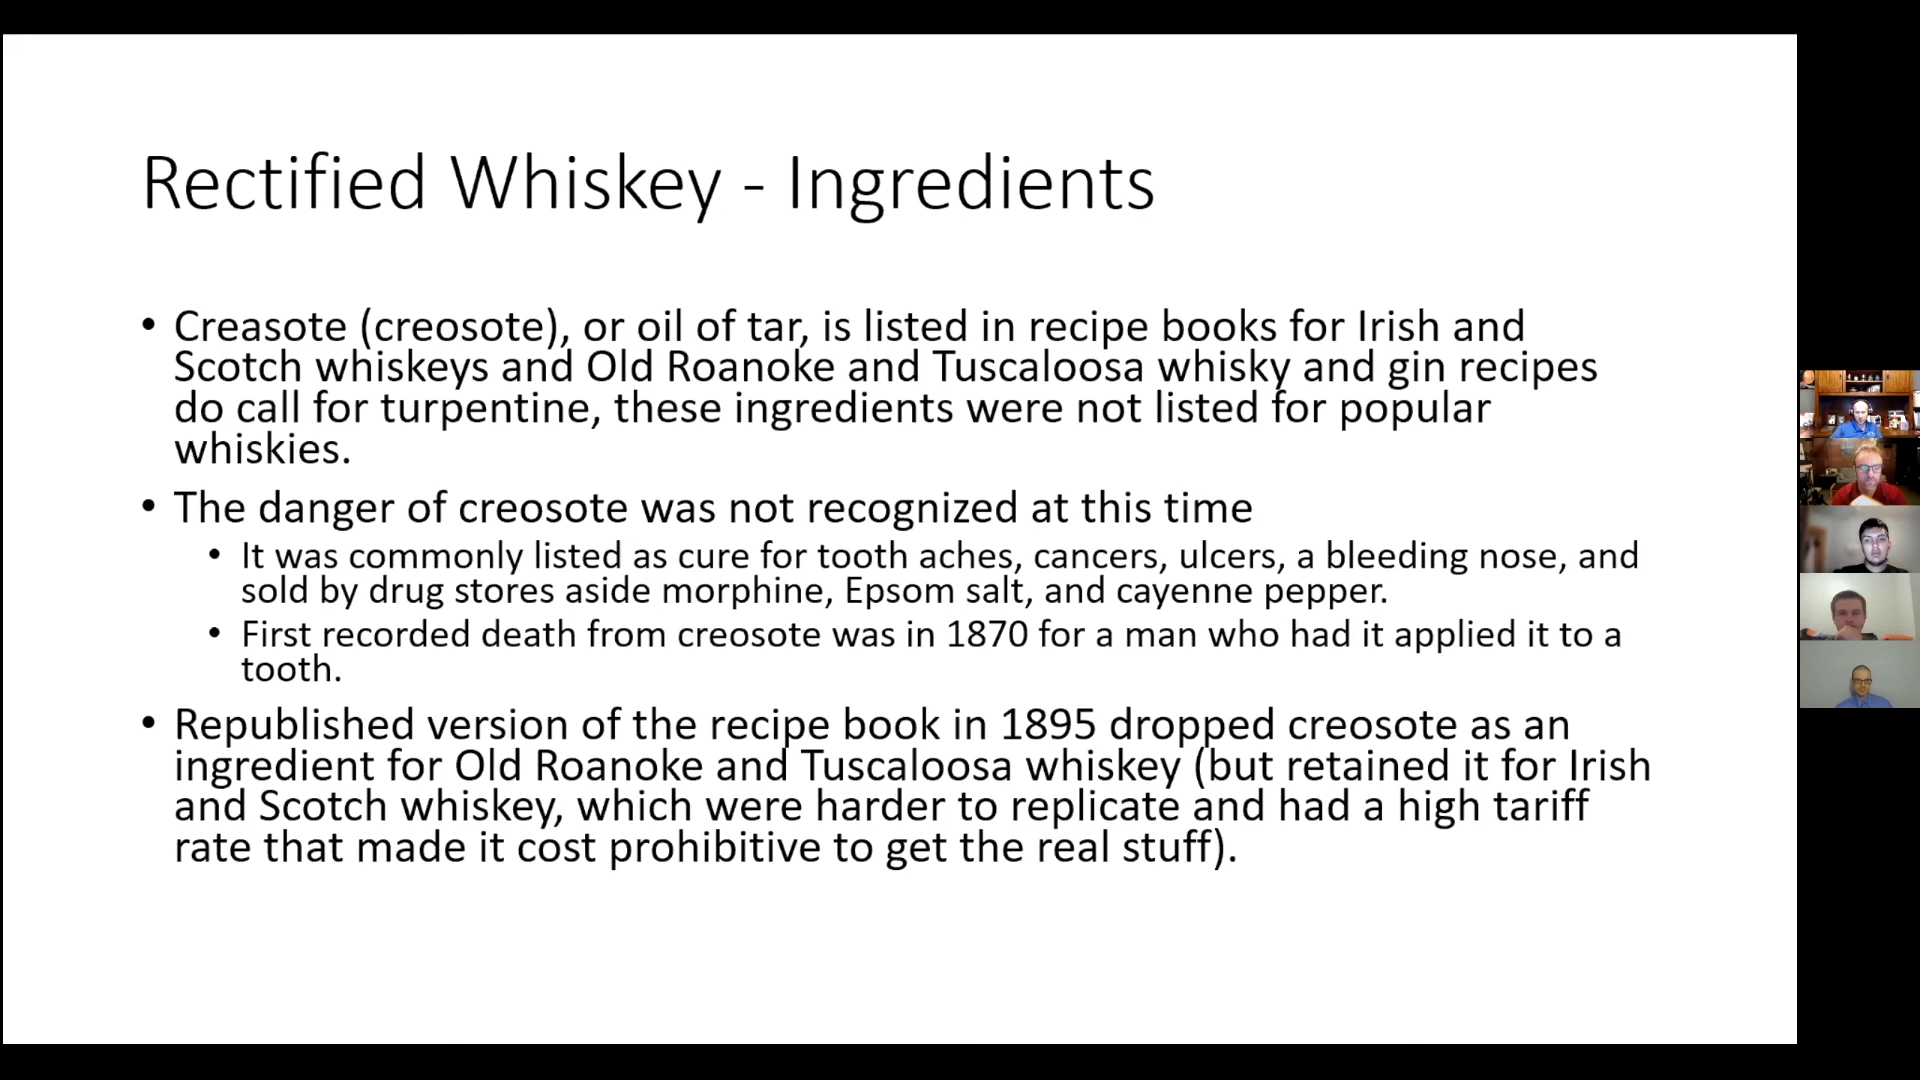 Rectified Whiskey - Ingredients
• Creasote (creosote), or oil of tar, is listed in recipe books for Irish and
Scotch whiskeys and Old Roanoke and Tuscaloosa whisky and gin recipes
do call for turpentine, these ingredients were not listed for popular
whiskies.
• The danger of creosote was not recognized at this time
• It was commonly listed as cure for tooth aches, cancers, ulcers, a bleeding nose, and
sold by drug stores aside morphine, Epsom salt, and cayenne pepper.
• First recorded death from creosote was in 1870 for a man who had it applied it to a
tooth.
• Republished version of the recipe book in 1895 dropped creosote as an
ingredient for Old Roanoke and Tuscaloosa whiskey (but retained it for Irish
and Scotch whiskey, which were harder to replicate and had a high tariff
rate that made it cost prohibitive to get the real stuff).